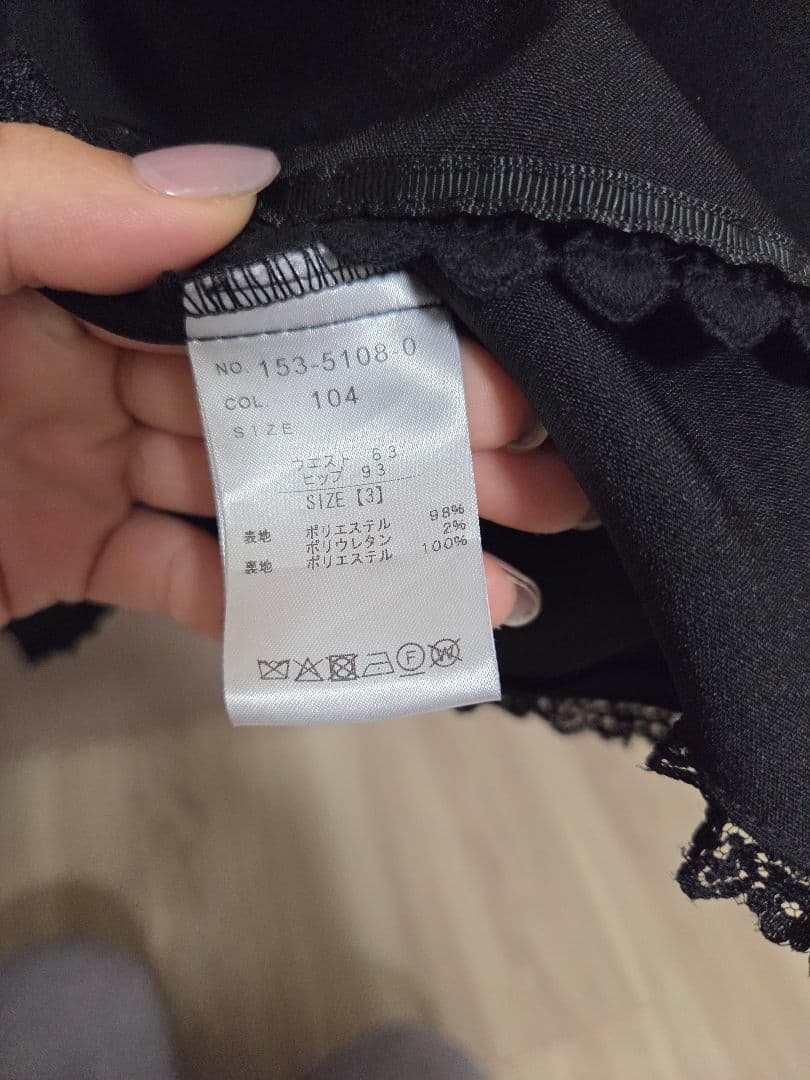 NO. 153-5108-0
COL. 104
SIZE
ウエスト 63
ヒップ 93
SIZE【3】
表地 ポリエステル 98%
ポリウレタン 2%
裏地 ポリエステル 100%
F W